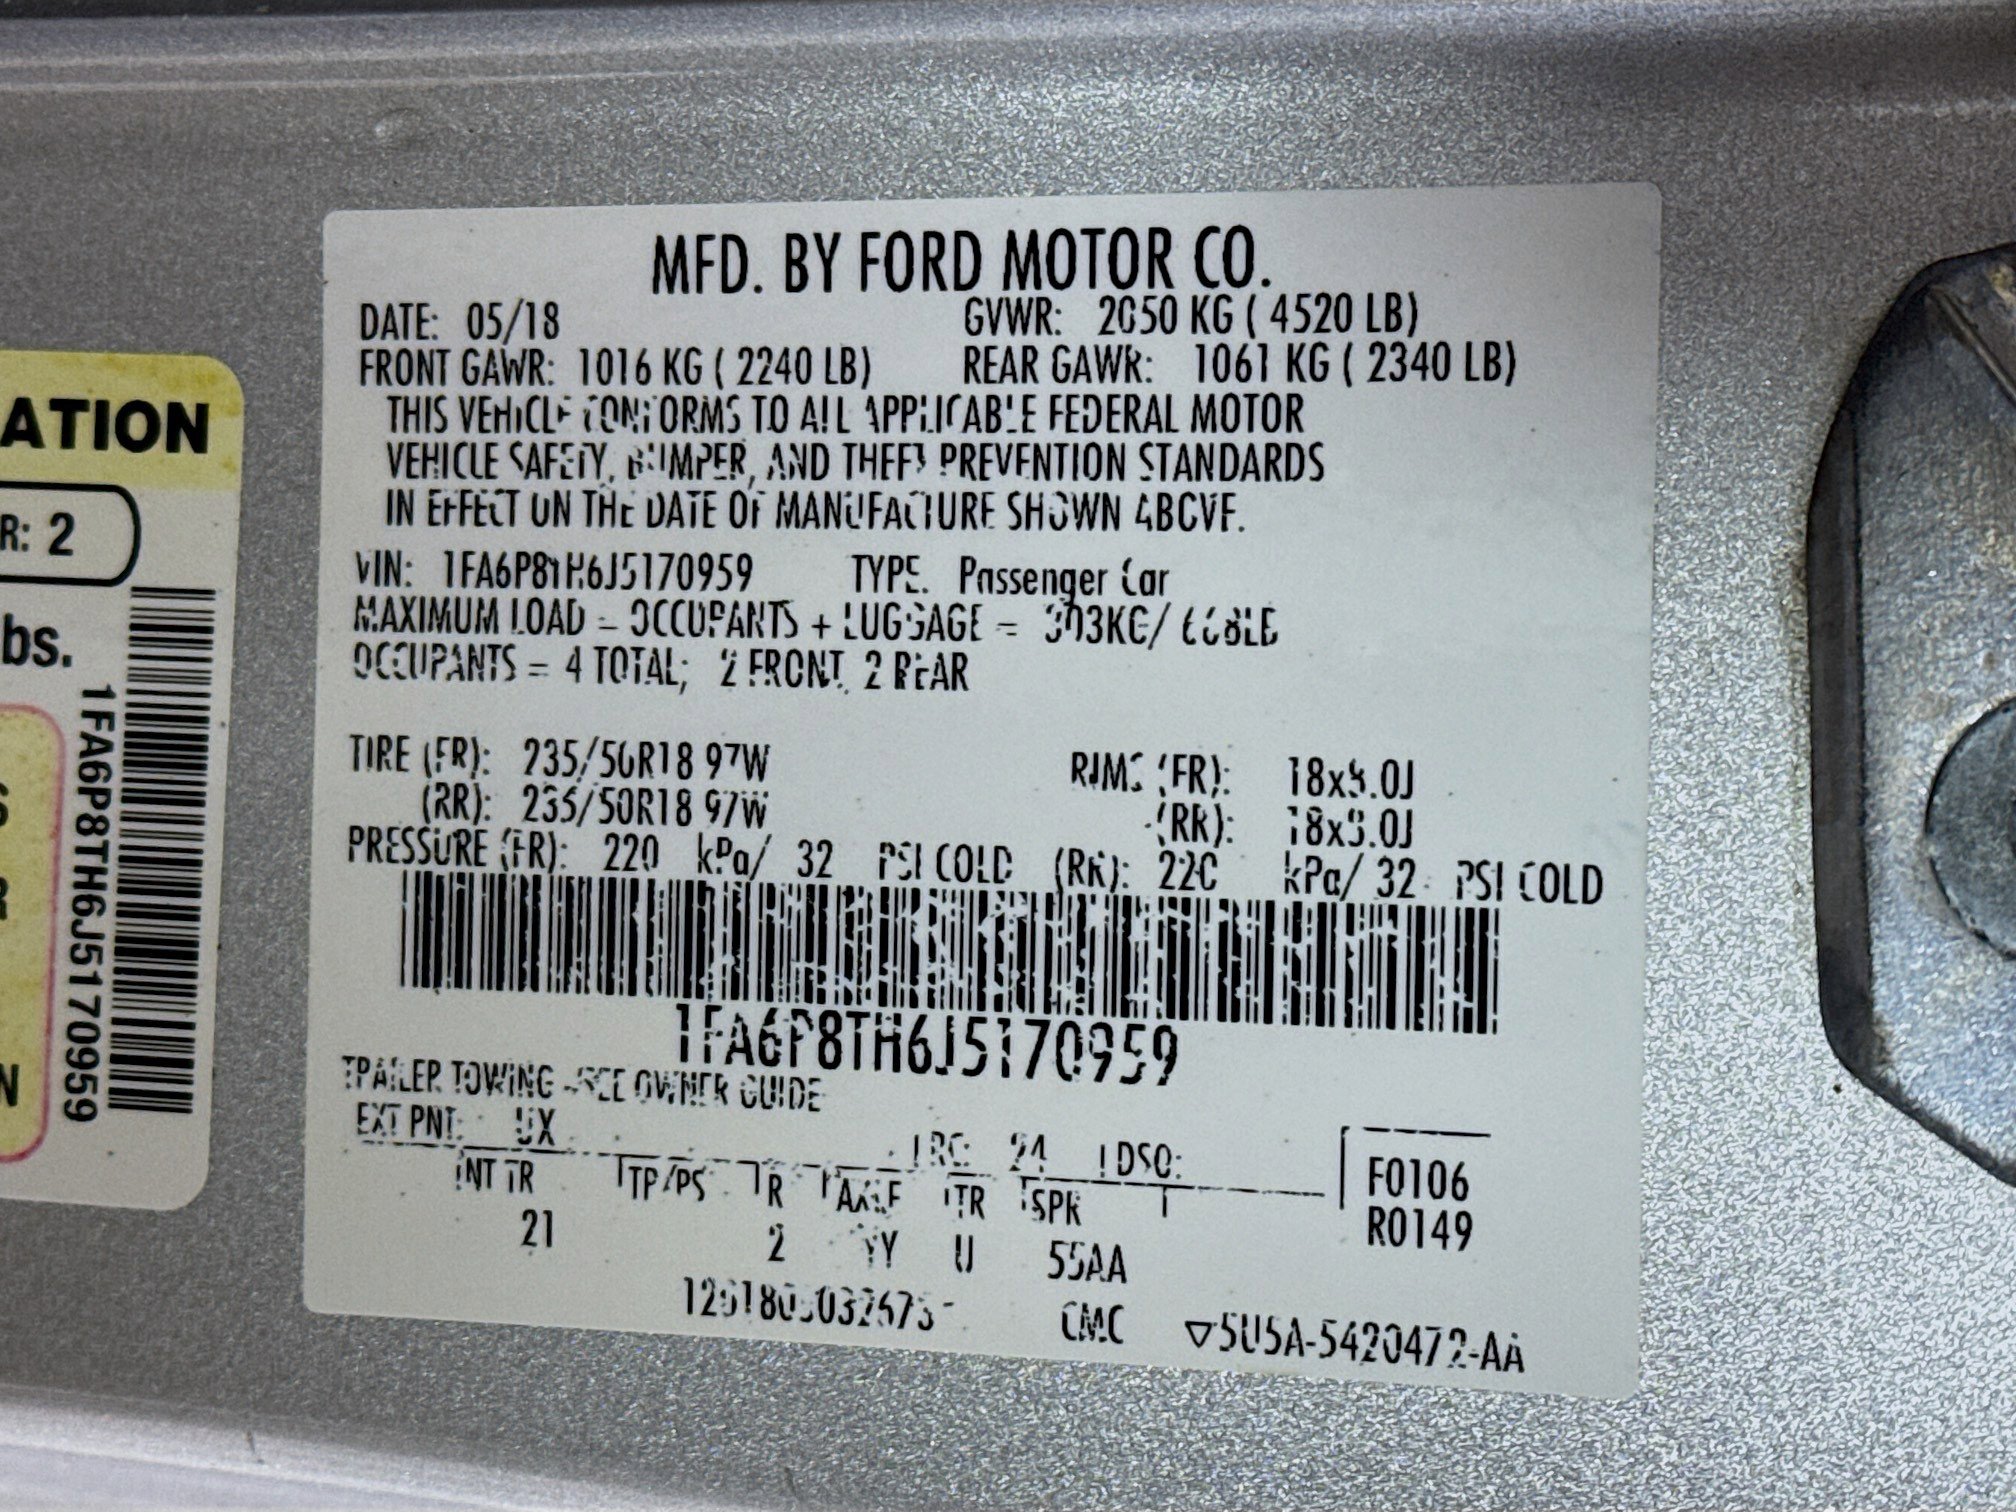 MFD. BY FORD MOTOR CO.
DATE: 05/18 GVWR: 2050 KG ( 4520 LB)
FRONT GAWR: 1016 KG ( 2240 LB) REAR GAWR: 1061 KG ( 2340 LB)
THIS VEHICLE CONFORMS TO ALL APPLICABLE FEDERAL MOTOR
VEHICLE SAFETY, BUMPER, AND THEFT PREVENTION STANDARDS
IN EFFECT ON THE DATE OF MANUFACTURE SHOWN ABOVE.
VIN: 1FA6P8TH6J5170959 TYPE: Passenger Car
MAXIMUM LOAD = OCCUPANTS + LUGGAGE = 303KG/ 668LB
OCCUPANTS = 4 TOTAL; 2 FRONT, 2 REAR
TIRE (FR): 235/50R18 97W RIMS (FR): 18x8.0J
(RR): 235/50R18 97W (RR): 18x8.0J
PRESSURE (FR): 220 kPa/ 32 PSI COLD (RR): 220 kPa/ 32 PSI COLD
1FA6P8TH6J5170959
TRAILER TOWING - SEE OWNER GUIDE
EXT PNT: UX RC: 24 DSO:
INT TR TP/PS R AXLE TR SPR F0106
21 2 YY U 55AA R0149
CMC ▽5U5A-5420472-AA
ATION
R: 2
bs.
1FA6P8TH6J5170959